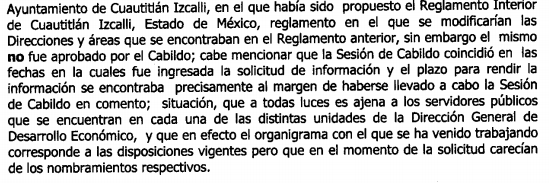 Ayuntamiento de Cuautitlán Izcalli, en el que había sido propuesto el Reglamento Interior
de Cuautitlán Izcalli, Estado de México, reglamento en el que se modificarían las
Direcciones y áreas que se encontraban en el Reglamento anterior, sin embargo el mismo
no fue aprobado por el Cabildo; cabe mencionar que la Sesión de Cabildo coincidió en las
fechas en la cuales fue ingresada la solicitud de información y el plazo para rendir la
información se encontraba precisamente al margen de haberse llevado a cabo la Sesión
de Cabildo en comento; situación, que a todas luces es ajena a los servidores públicos
que se encuentran en cada una de las distintas unidades de la Dirección General de
Desarrollo Económico, y que en efecto el organigrama con el que se ha venido trabajando
corresponde a las disposiciones vigentes pero que en el momento de la solicitud carecían
de los nombramientos respectivos.